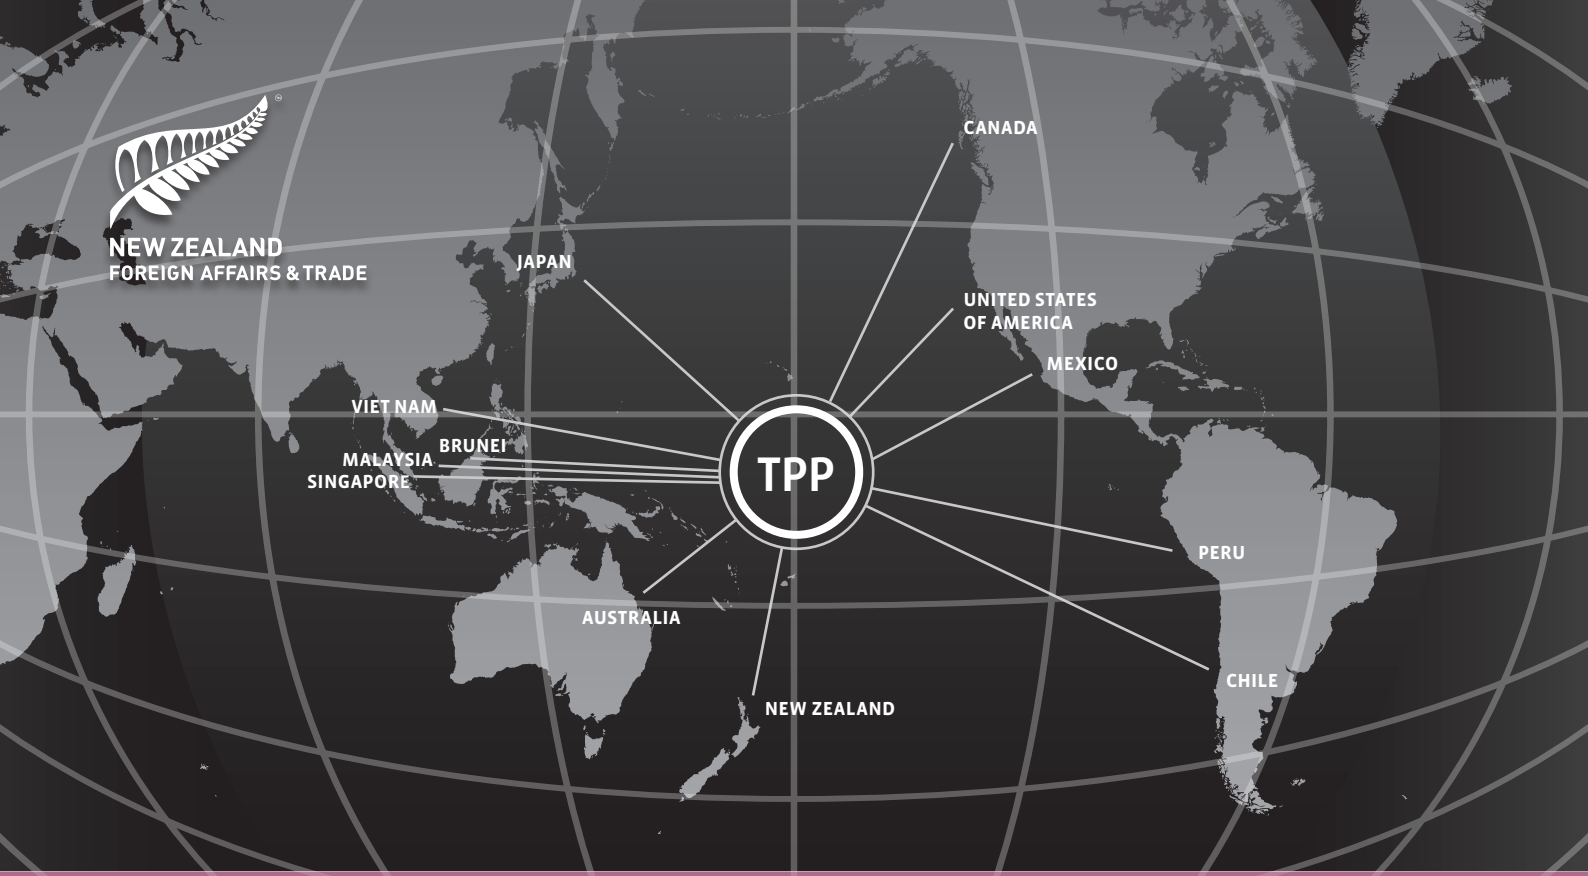 CANADA
NEW ZEALAND
FOREIGN AFFAIRS & TRADE
JAPAN
UNITED STATES
OF AMERICA
MEXICO
VIET NAM
BRUNEI
MALAYSIA
SINGAPORE
TPP
PERU
AUSTRALIA
CHILE
NEW ZEALAND